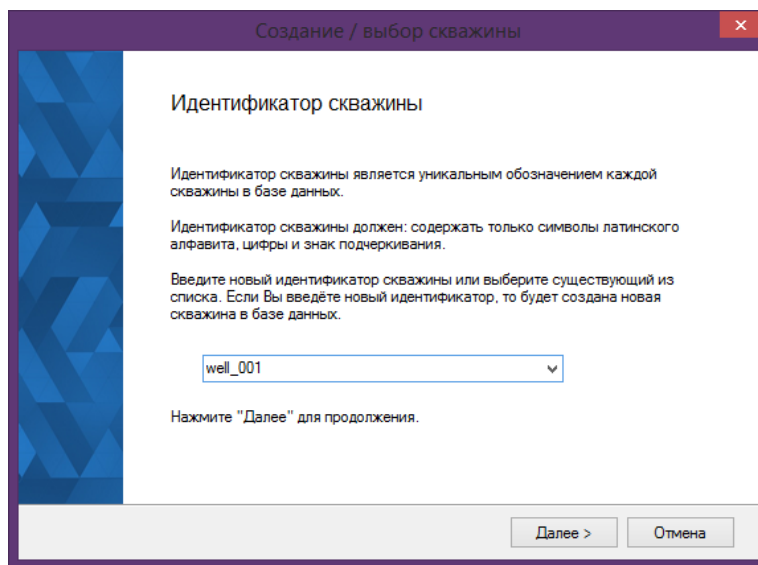 Создание / выбор скважины
Идентификатор скважины
Идентификатор скважины является уникальным обозначением каждой
скважины в базе данных.
Идентификатор скважины должен: содержать только символы латинского
алфавита, цифры и знак подчеркивания.
Введите новый идентификатор скважины или выберите существующий из
списка. Если Вы введёте новый идентификатор, то будет создана новая
скважина в базе данных.
well_001
Нажмите "Далее" для продолжения.
Далее >
Отмена